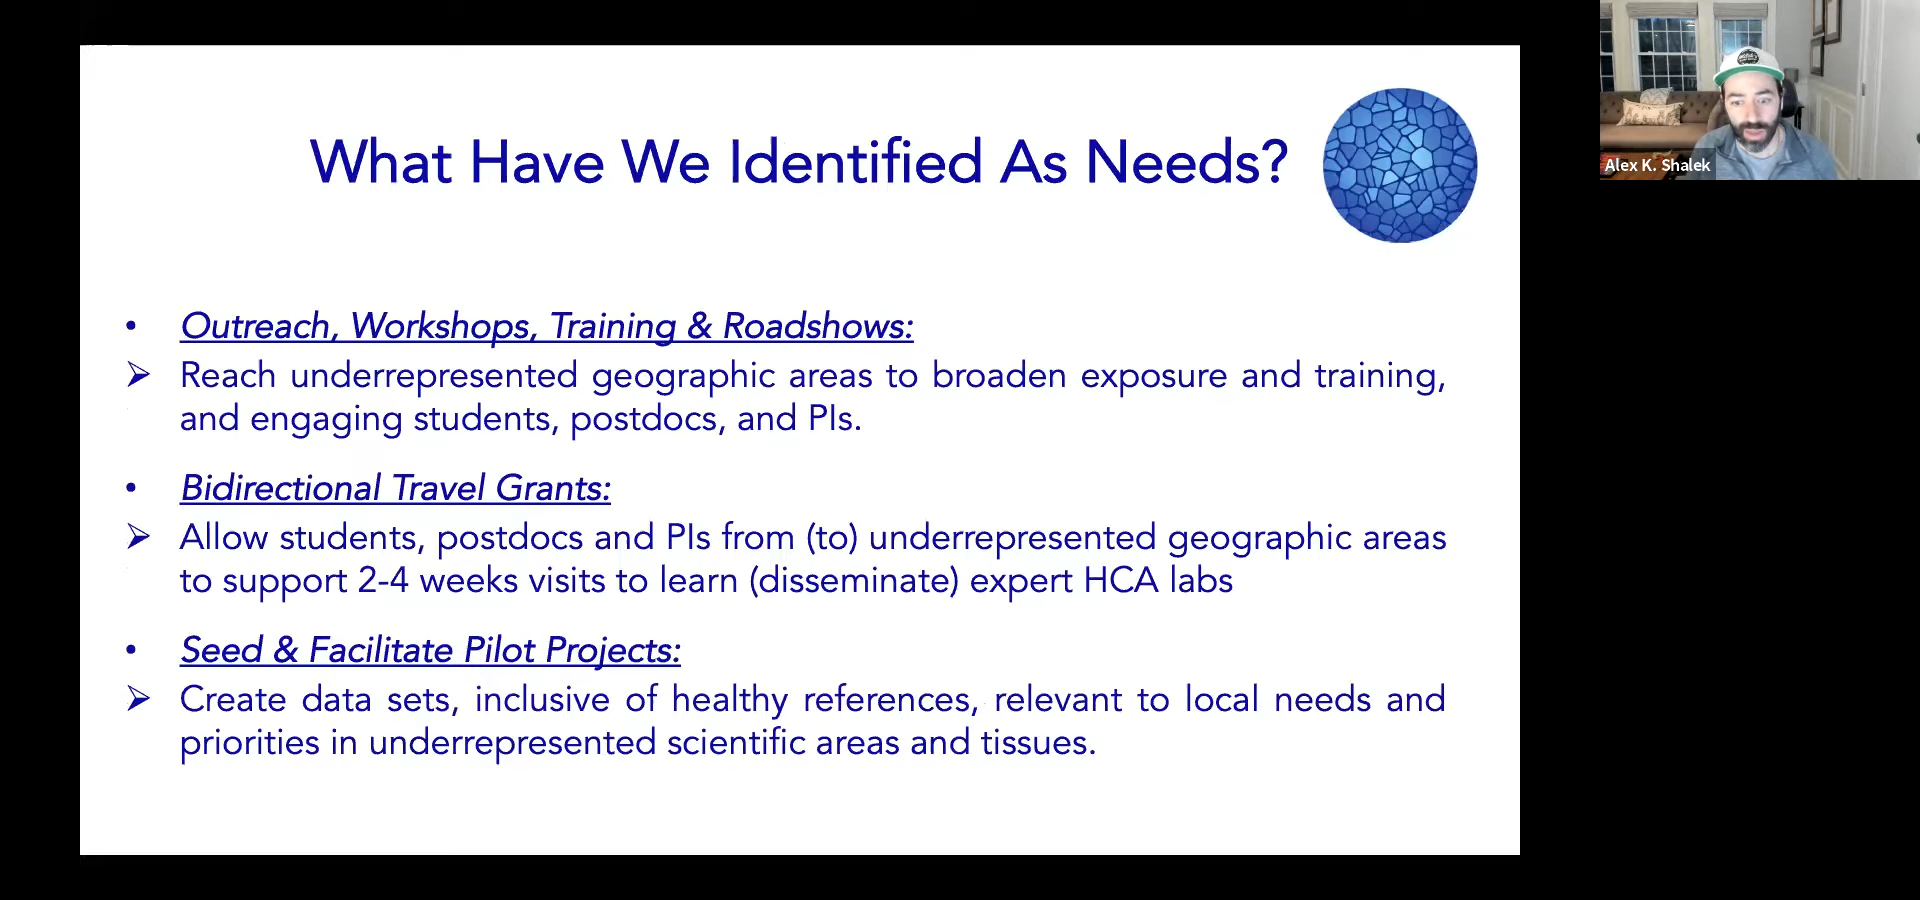 What Have We Identified As Needs?
Alex K. Shalek
• Outreach, Workshops, Training & Roadshows:
➢ Reach underrepresented geographic areas to broaden exposure and training,
and engaging students, postdocs, and PIs.
• Bidirectional Travel Grants:
➢ Allow students, postdocs and PIs from (to) underrepresented geographic areas
to support 2-4 weeks visits to learn (disseminate) expert HCA labs
• Seed & Facilitate Pilot Projects:
➢ Create data sets, inclusive of healthy references, relevant to local needs and
priorities in underrepresented scientific areas and tissues.